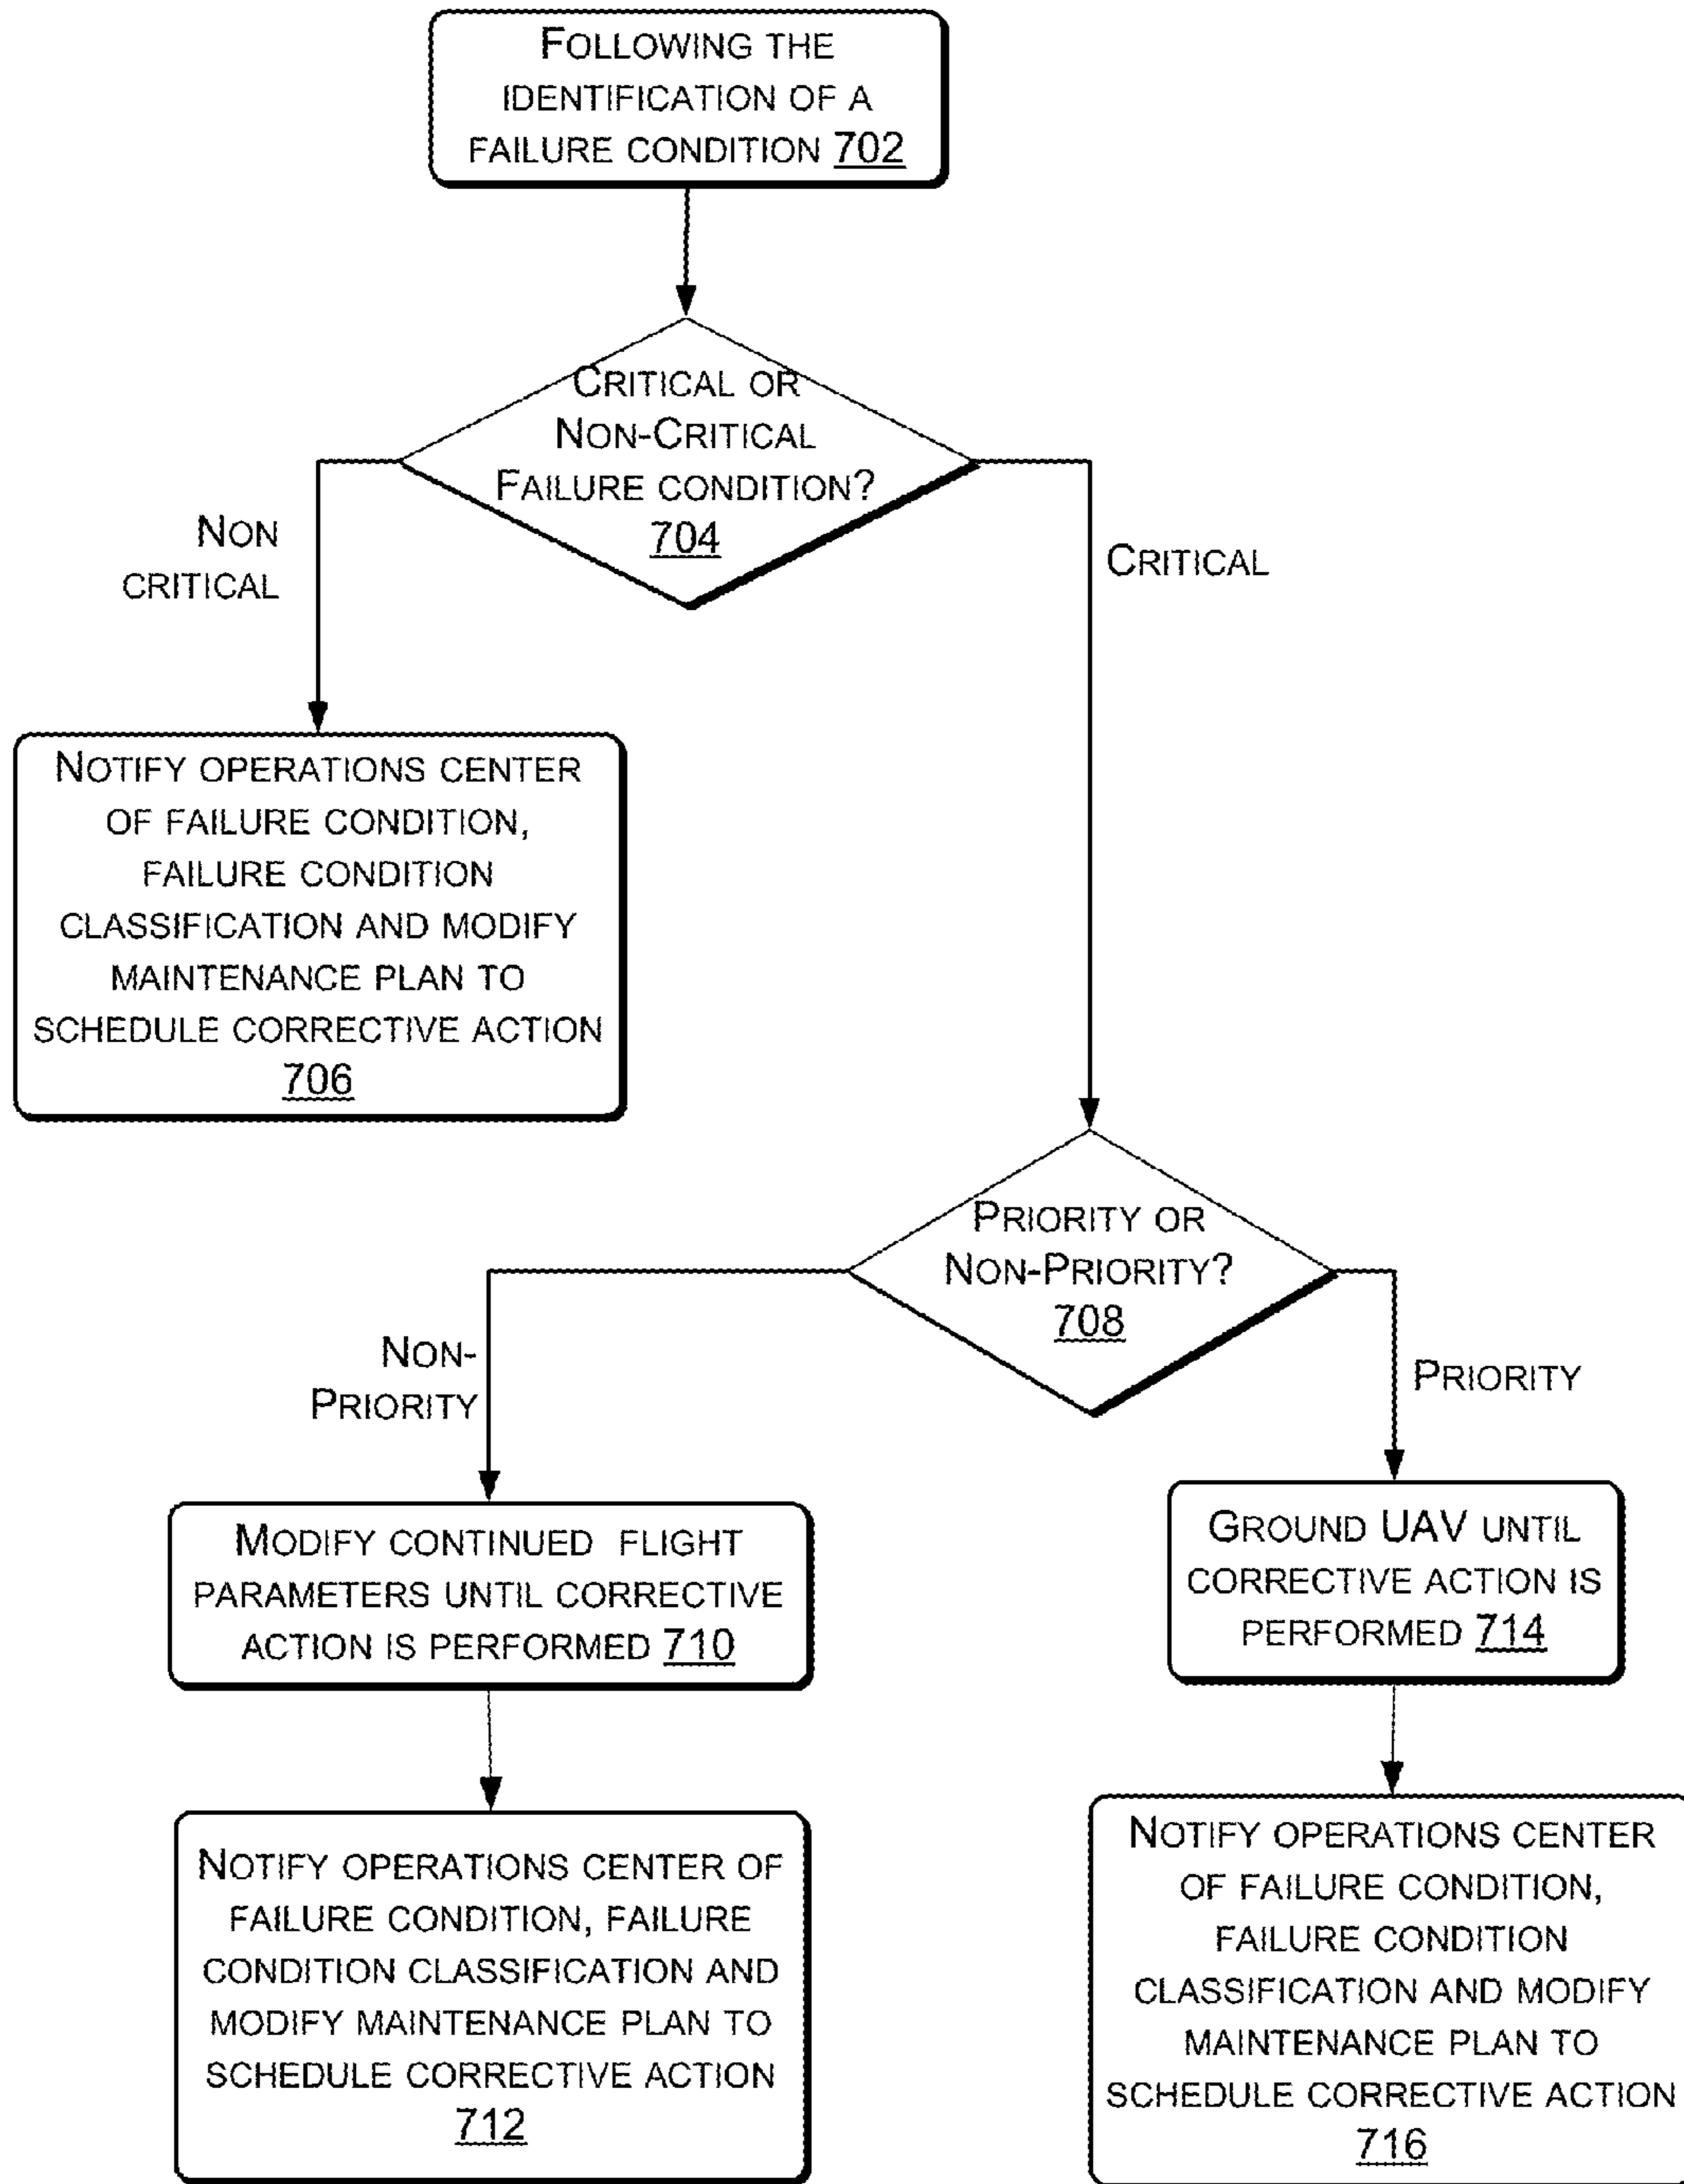 FOLLOWING THE
IDENTIFICATION OF A
FAILURE CONDITION 702
CRITICAL OR
NON-CRITICAL
FAILURE CONDITION?
704
NON
CRITICAL
CRITICAL
NOTIFY OPERATIONS CENTER
OF FAILURE CONDITION,
FAILURE CONDITION
CLASSIFICATION AND MODIFY
MAINTENANCE PLAN TO
SCHEDULE CORRECTIVE ACTION
706
PRIORITY OR
NON-PRIORITY?
708
NON-
PRIORITY
PRIORITY
MODIFY CONTINUED FLIGHT
PARAMETERS UNTIL CORRECTIVE
ACTION IS PERFORMED 710
GROUND UAV UNTIL
CORRECTIVE ACTION IS
PERFORMED 714
NOTIFY OPERATIONS CENTER OF
FAILURE CONDITION, FAILURE
CONDITION CLASSIFICATION AND
MODIFY MAINTENANCE PLAN TO
SCHEDULE CORRECTIVE ACTION
712
NOTIFY OPERATIONS CENTER
OF FAILURE CONDITION,
FAILURE CONDITION
CLASSIFICATION AND MODIFY
MAINTENANCE PLAN TO
SCHEDULE CORRECTIVE ACTION
716